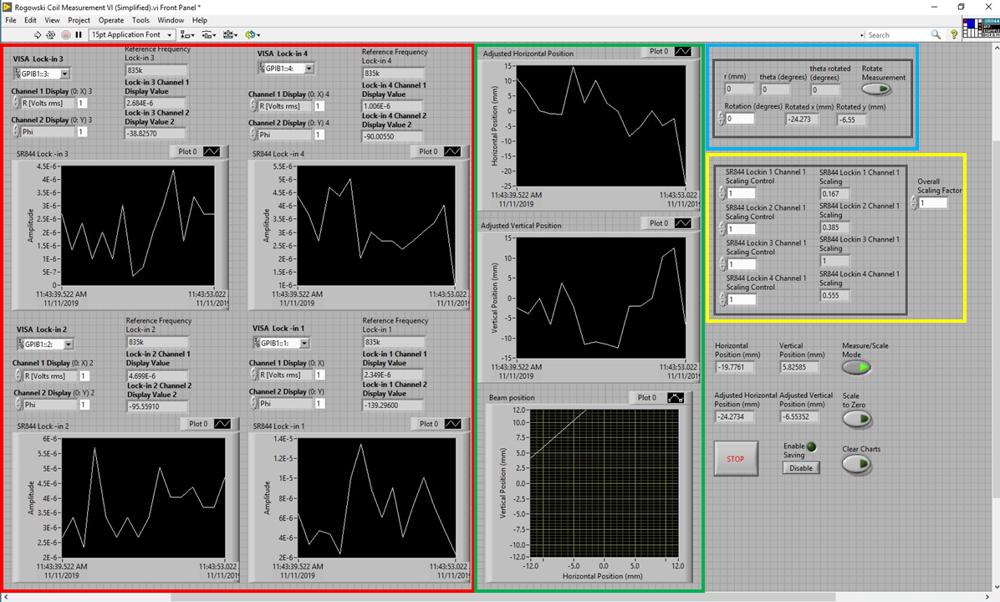 Rogowski Coil Measurement VI (Simplified).vi Front Panel *
File Edit View Project Operate Tools Window Help
15pt Application Font
Search
VISA Lock-in 3
GPIB1::3:
Reference Frequency
Lock-in 3
835k
Channel 1 Display (0: X) 3
R [Volts rms] 1
Lock-in 3 Channel 1
Display Value
2.684E-6
Channel 2 Display (0: Y) 3
Phi 1
Lock-in 3 Channel 2
Display Value 2
-38.82570
SR844 Lock -in 3
Plot 0
Amplitude
4.5E-6
4E-6
3.5E-6
3E-6
2.5E-6
2E-6
1.5E-6
1E-6
5E-7
0
11:43:39.522 AM
11/11/2019
11:43:53.022
11/11/2019
VISA Lock-in 4
GPIB1::4:
Reference Frequency
Lock-in 4
835k
Channel 1 Display (0: X) 4
R [Volts rms] 1
Lock-in 4 Channel 1
Display Value
1.006E-6
Channel 2 Display (0: Y) 4
Phi 1
Lock-in 4 Channel 2
Display Value 2
-90.00550
SR844 Lock -in 4
Plot 0
Amplitude
5.5E-6
5E-6
4.5E-6
4E-6
3.5E-6
3E-6
2.5E-6
2E-6
1.5E-6
1E-6
11:43:39.522 AM
11/11/2019
11:43:53.022
11/11/2019
VISA Lock-in 2
GPIB1::2:
Reference Frequency
Lock-in 2
835k
Channel 1 Display (0: X) 2
R [Volts rms] 1
Lock-in 2 Channel 1
Display Value
4.699E-6
Channel 2 Display (0: Y) 2
Phi 1
Lock-in 2 Channel 2
Display Value 2
-95.55910
SR844 Lock -in 2
Plot 0
Amplitude
6E-6
5.5E-6
5E-6
4.5E-6
4E-6
3.5E-6
3E-6
2.5E-6
2E-6
11:43:39.522 AM
11/11/2019
11:43:53.022
11/11/2019
VISA Lock-in 1
GPIB1::1:
Reference Frequency
Lock-in 1
835k
Channel 1 Display (0: X)
R [Volts rms] 1
Lock-in 1 Channel 1
Display Value
2.349E-6
Channel 2 Display (0: Y)
Phi 1
Lock-in 1 Channel 2
Display Value
-139.29600
SR844 Lock -in 1
Plot 0
Amplitude
1.4E-5
1.2E-5
1E-5
8E-6
6E-6
4E-6
2E-6
11:43:39.522 AM
11/11/2019
11:43:53.022
11/11/2019
Adjusted Horizontal Position
Plot 0
Horizontal Position (mm)
15
10
5
0
-5
-10
-15
-20
-25
11:43:39.522 AM
11/11/2019
11:43:53.022
11/11/2019
Adjusted Vertical Position
Plot 0
Vertical Position (mm)
15
10
5
0
-5
-10
-15
11:43:39.522 AM
11/11/2019
11:43:53.022
11/11/2019
Beam position
Plot 0
Vertical Position (mm)
12.0
10.0
7.5
5.0
2.5
0.0
-2.5
-5.0
-7.5
-10.0
-12.0
-12.0 -5.0 0.0 5.0 12.0
Horizontal Position (mm)
r (mm)
0
theta (degrees)
0
theta rotated
(degrees)
0
Rotate
Measurement
Rotation (degrees)
0
Rotated x (mm)
-24.273
Rotated y (mm)
-6.55
SR844 Lockin 1 Channel 1
Scaling Control
1
SR844 Lockin 1 Channel 1
Scaling
0.167
SR844 Lockin 2 Channel 1
Scaling Control
1
SR844 Lockin 2 Channel 1
Scaling
0.385
SR844 Lockin 3 Channel 1
Scaling Control
1
SR844 Lockin 3 Channel 1
Scaling
1
SR844 Lockin 4 Channel 1
Scaling Control
1
SR844 Lockin 4 Channel 1
Scaling
0.555
Overall
Scaling Factor
1
Horizontal
Position (mm)
-19.7761
Vertical
Position (mm)
5.82585
Measure/Scale
Mode
Adjusted Horizontal
Position (mm)
-24.2734
Adjusted Vertical
Position (mm)
-6.55352
Scale
to Zero
STOP
Enable
Saving
Disable
Clear Charts